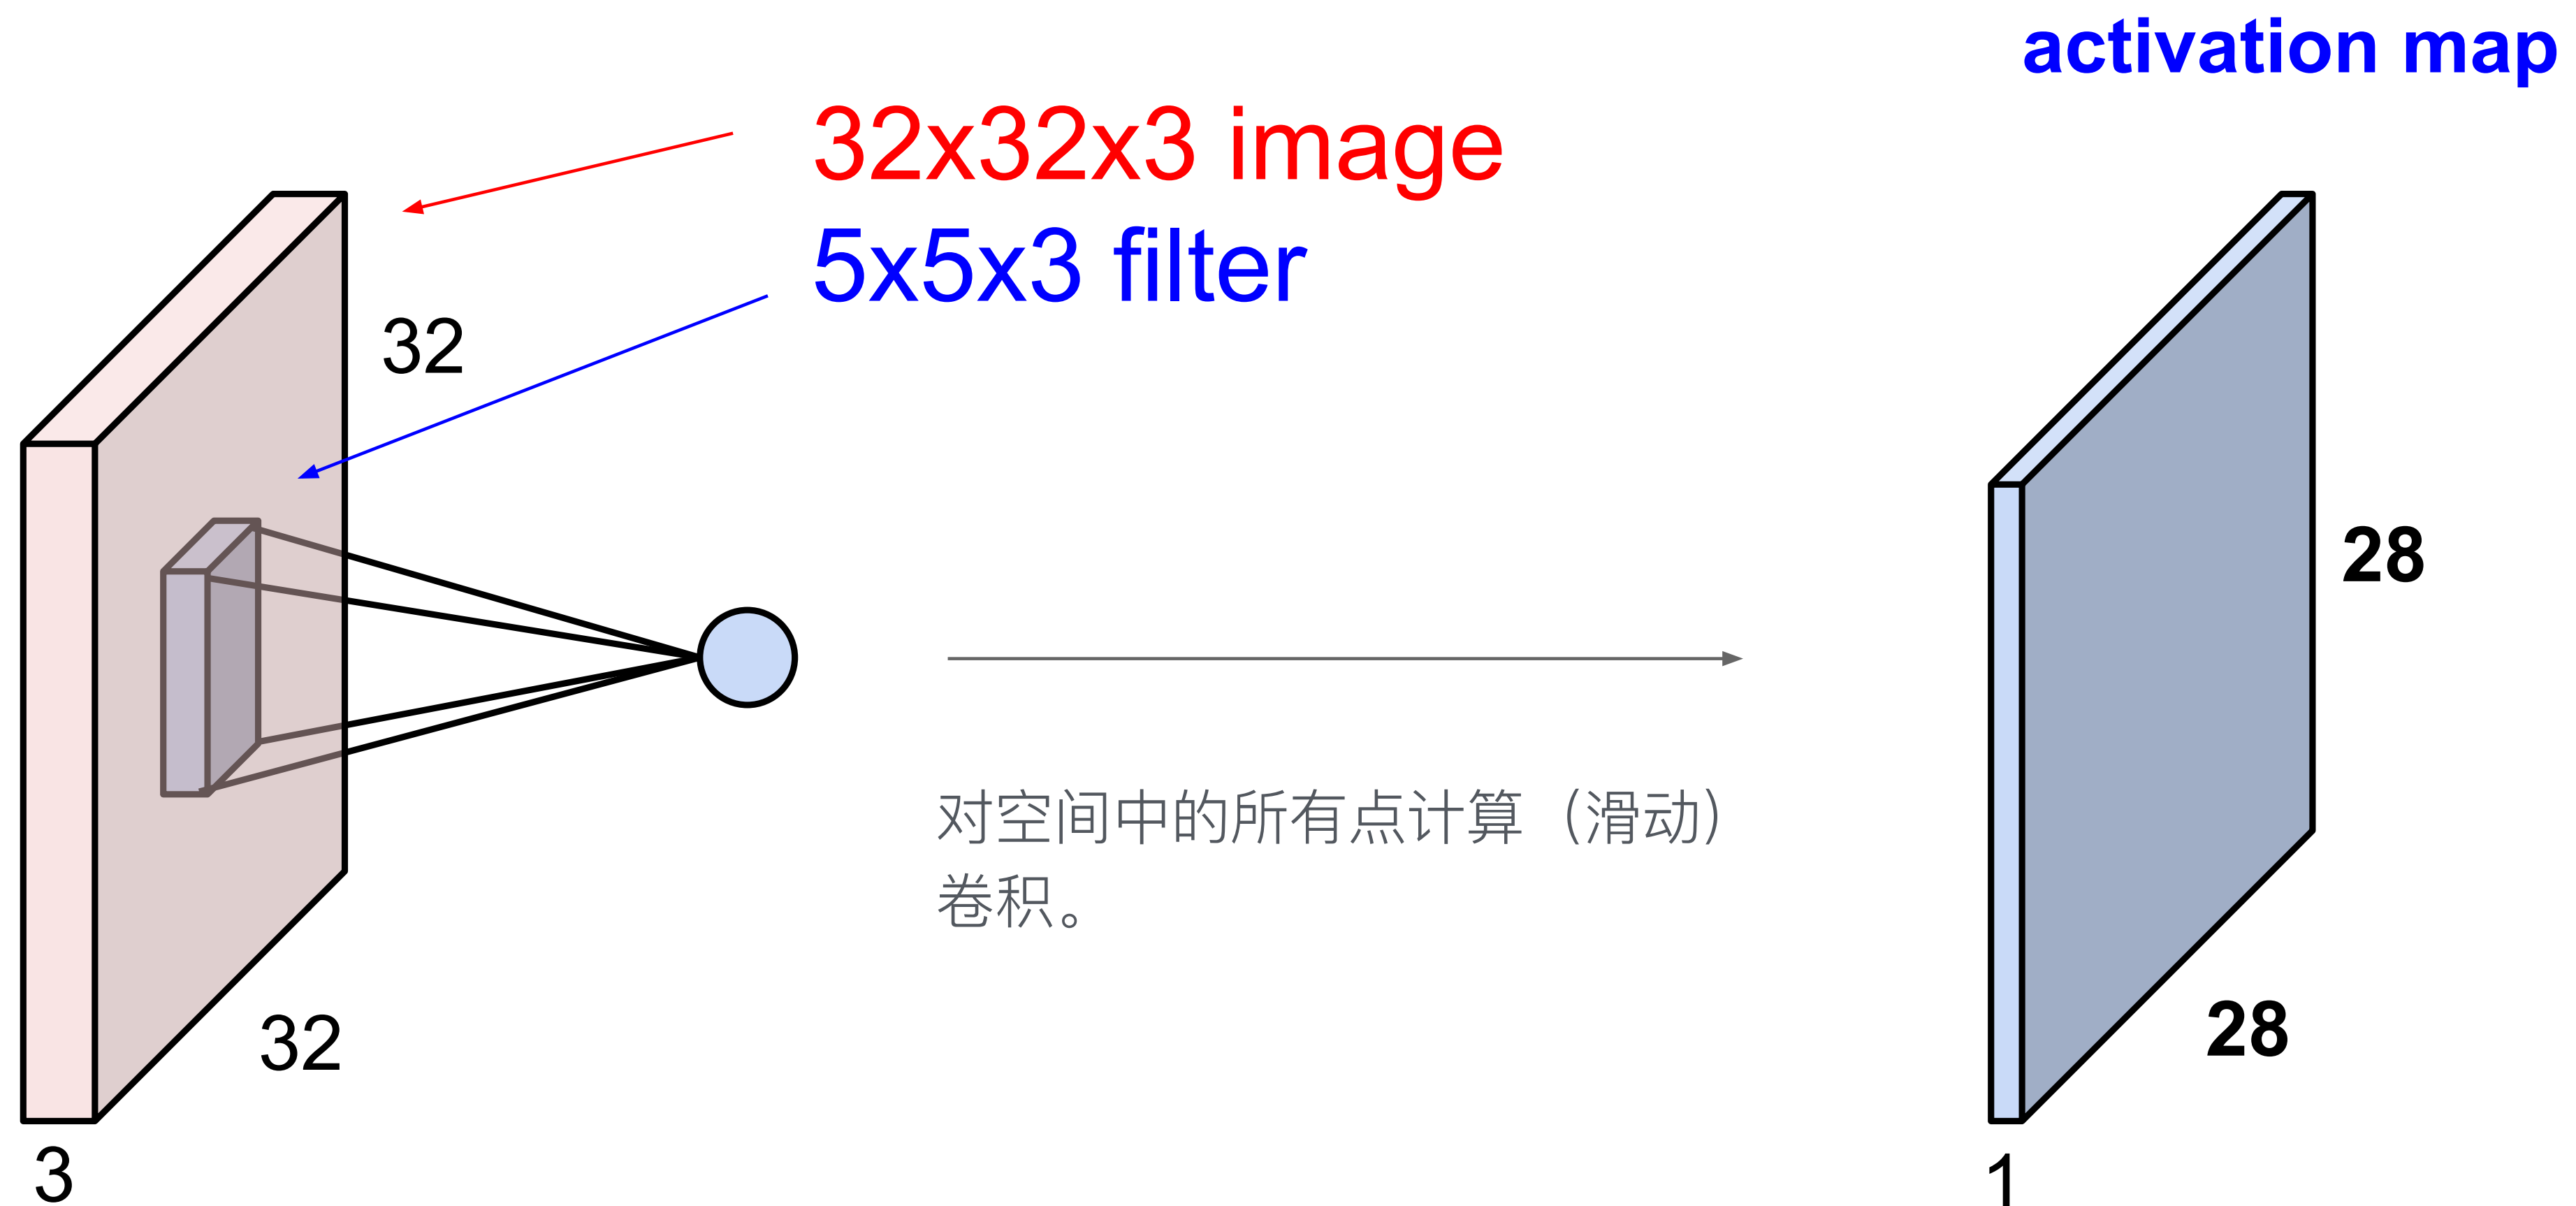 activation map
32x32x3 image
5x5x3 filter
32
32
3
对空间中的所有点计算（滑动）
卷积。
28
28
1